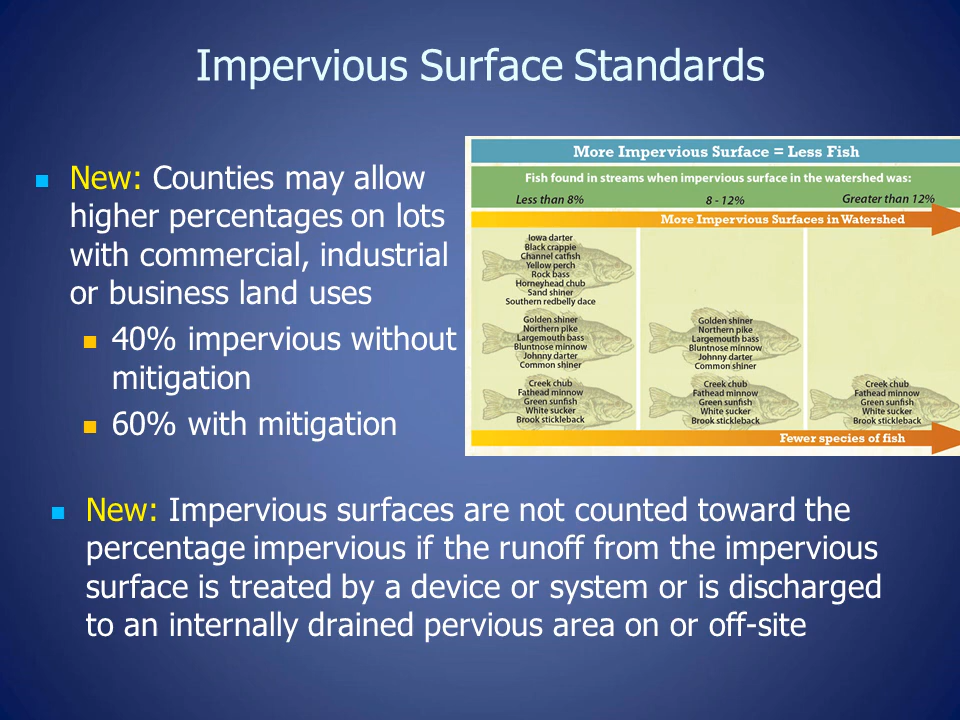 Impervious Surface Standards
New: Counties may allow
higher percentages on lots
with commercial, industrial
or business land uses
40% impervious without
mitigation
60% with mitigation
More Impervious Surface = Less Fish
Fish found in streams when impervious surface in the watershed was:
Less than 8% 8 - 12% Greater than 12%
More Impervious Surfaces in Watershed
Iowa darter
Black crappie
Channel catfish
Yellow perch
Rock bass
Horneyhead chub
Sand shiner
Southern redbelly dace
Golden shiner
Northern pike
Largemouth bass
Bluntnose minnow
Johnny darter
Common shiner
Golden shiner
Northern pike
Largemouth bass
Bluntnose minnow
Johnny darter
Common shiner
Creek chub
Fathead minnow
Green sunfish
White sucker
Brook stickleback
Creek chub
Fathead minnow
Green sunfish
White sucker
Brook stickleback
Creek chub
Fathead minnow
Green sunfish
White sucker
Brook stickleback
Fewer species of fish
New: Impervious surfaces are not counted toward the
percentage impervious if the runoff from the impervious
surface is treated by a device or system or is discharged
to an internally drained pervious area on or off-site